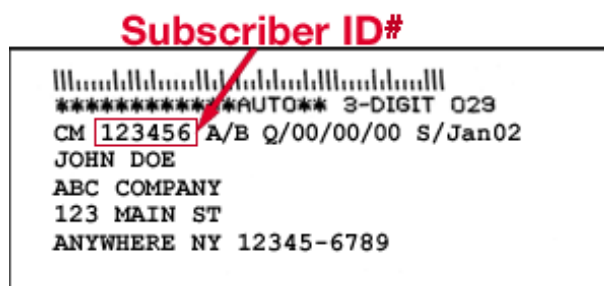 Subscriber ID#
************AUTO** 3-DIGIT 029
CM 123456 A/B Q/00/00/00 S/Jan02
JOHN DOE
ABC COMPANY
123 MAIN ST
ANYWHERE NY 12345-6789